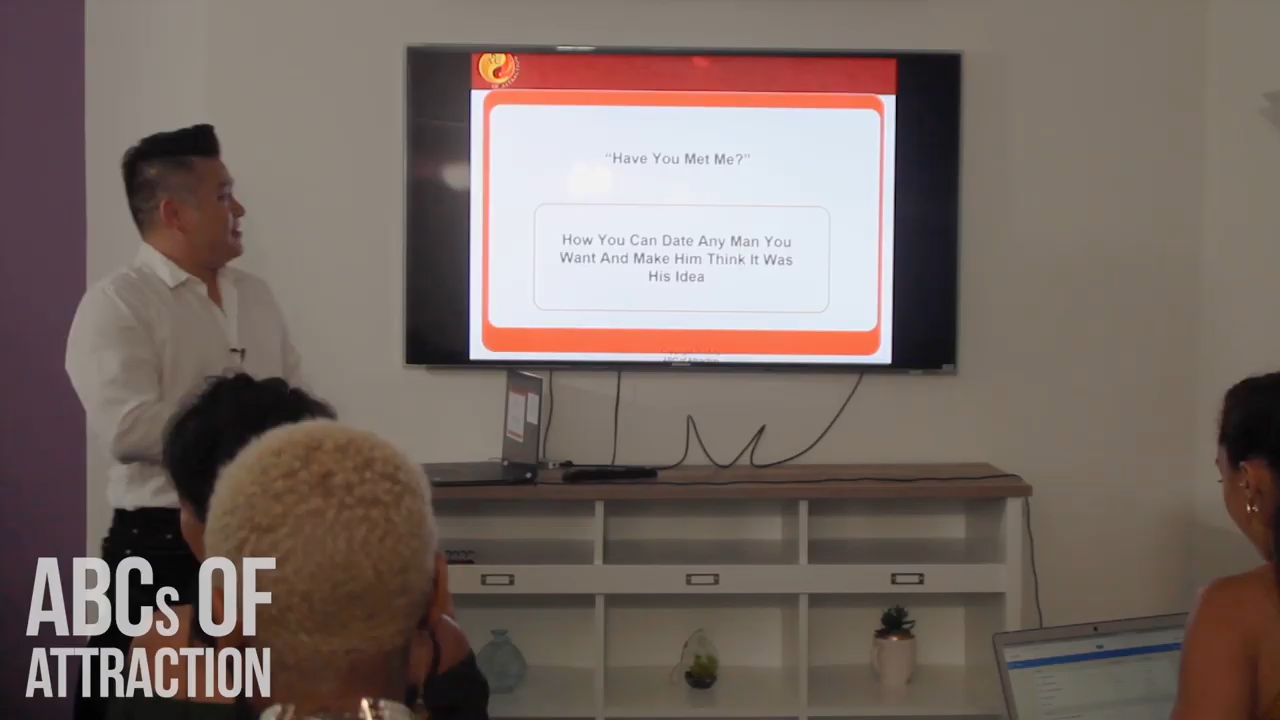 “Have You Met Me?”
How You Can Date Any Man You
Want And Make Him Think It Was
His Idea
ABCs OF
ATTRACTION